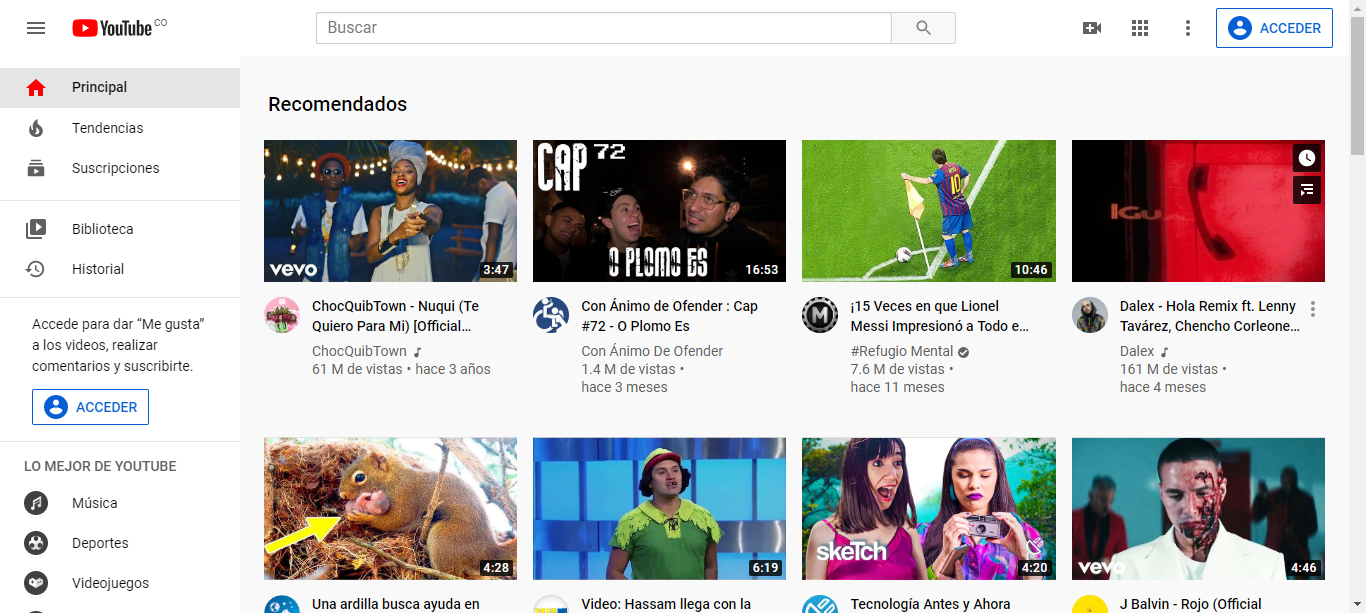 YouTube CO
Buscar
ACCEDER
Principal
Tendencias
Suscripciones
Biblioteca
Historial
Accede para dar “Me gusta”
a los videos, realizar
comentarios y suscribirte.
ACCEDER
LO MEJOR DE YOUTUBE
Música
Deportes
Videojuegos
Recomendados
vevo
3:47
ChocQuibTown - Nuqui (Te
Quiero Para Mi) [Official...
ChocQuibTown
61 M de vistas • hace 3 años
CAP 72
O PLOMO ES
16:53
Con Ánimo de Ofender : Cap
#72 - O Plomo Es
Con Ánimo De Ofender
1.4 M de vistas •
hace 3 meses
10
10:46
M
¡15 Veces en que Lionel
Messi Impresionó a Todo e...
#Refugio Mental
7.6 M de vistas •
hace 11 meses
Dalex - Hola Remix ft. Lenny
Tavárez, Chencho Corleone...
Dalex
161 M de vistas •
hace 4 meses
4:28
Una ardilla busca ayuda en
6:19
Video: Hassam llega con la
skeTch
4:20
Tecnología Antes y Ahora
vevo
4:46
J Balvin - Rojo (Official